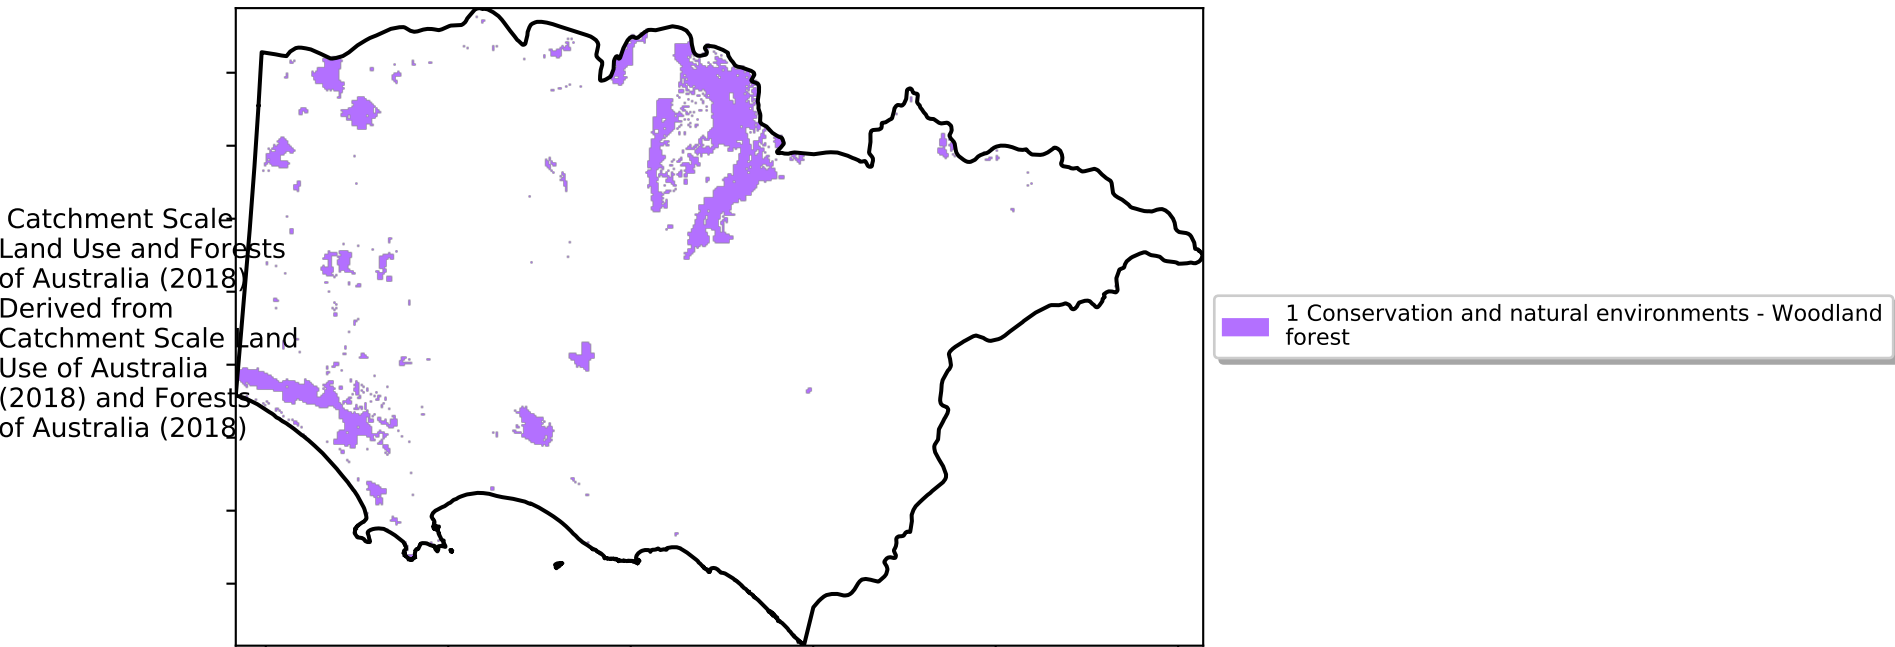 Catchment Scale
Land Use and Forests
of Australia (2018)
Derived from
Catchment Scale Land
Use of Australia
(2018) and Forests
of Australia (2018)
1 Conservation and natural environments - Woodland
forest